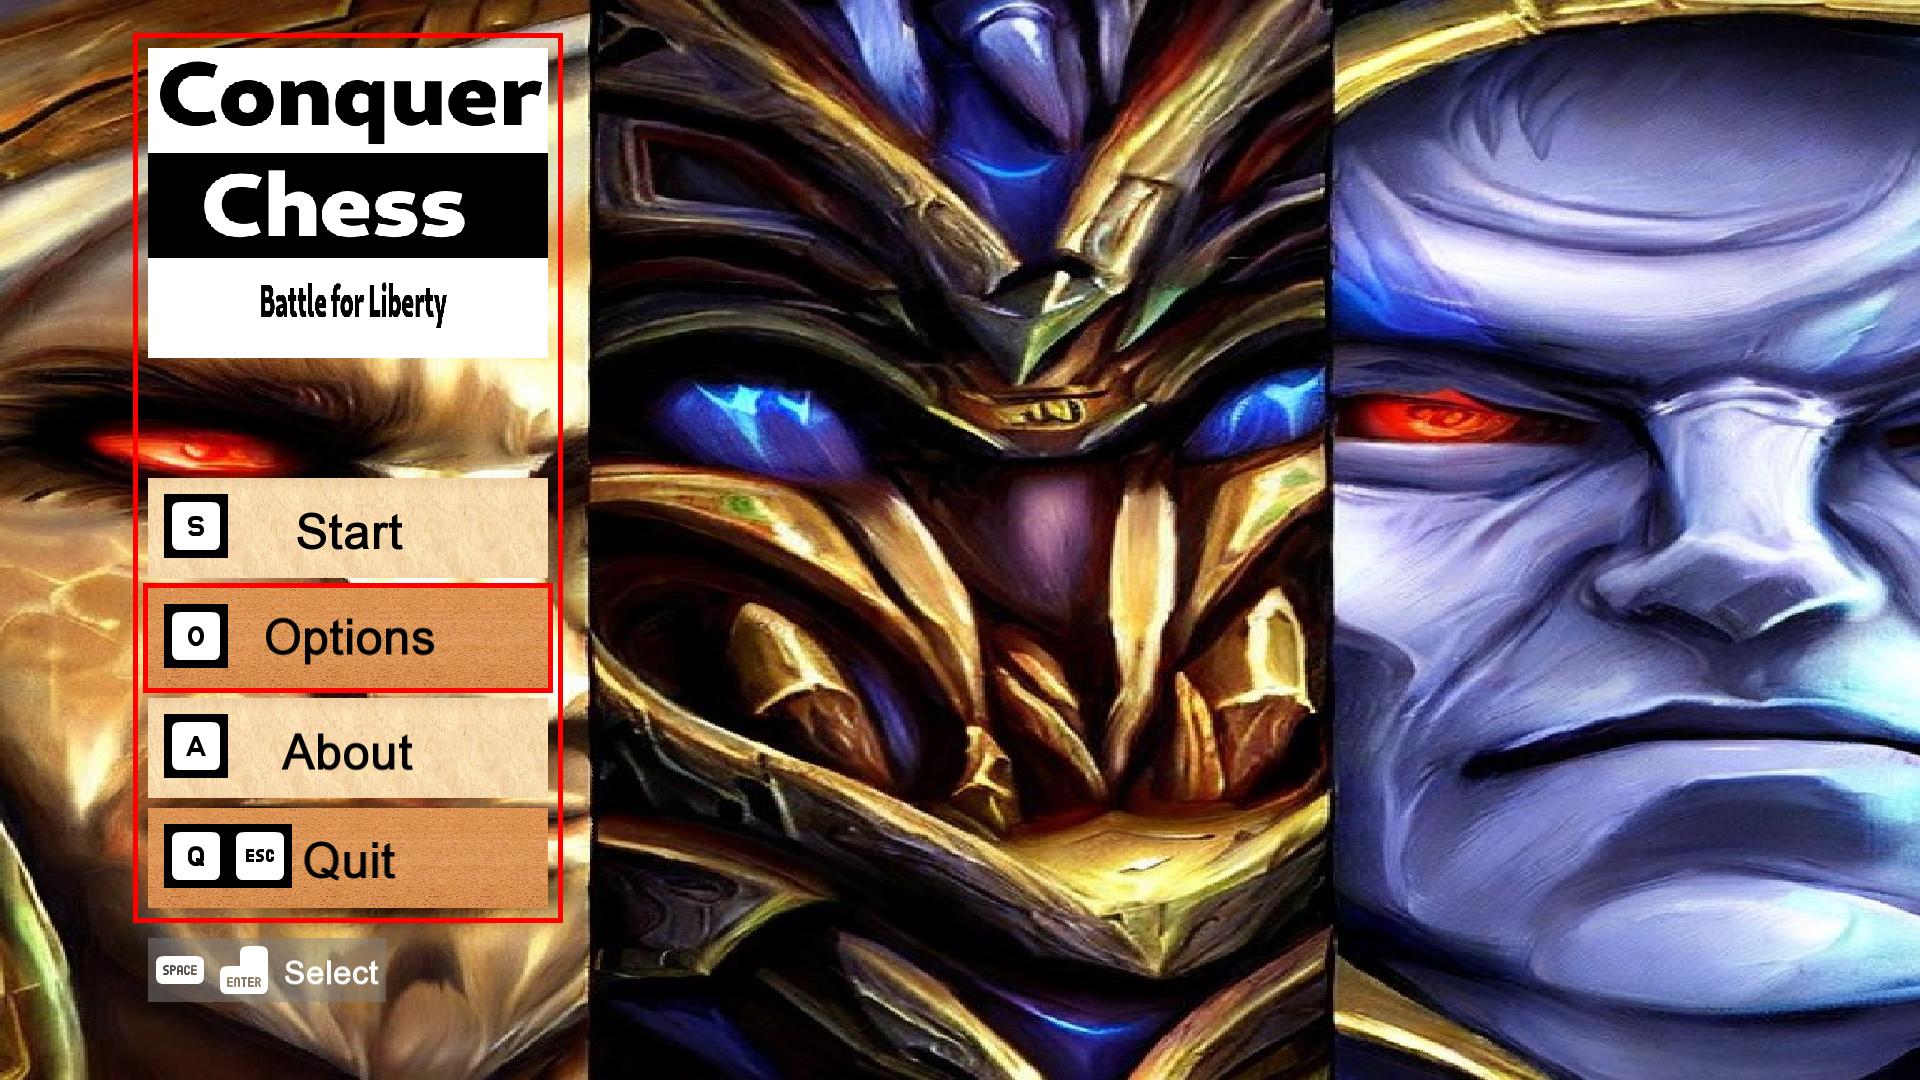 Conquer
Chess
Battle for Liberty
S Start
O Options
A About
Q ESC Quit
SPACE ENTER Select